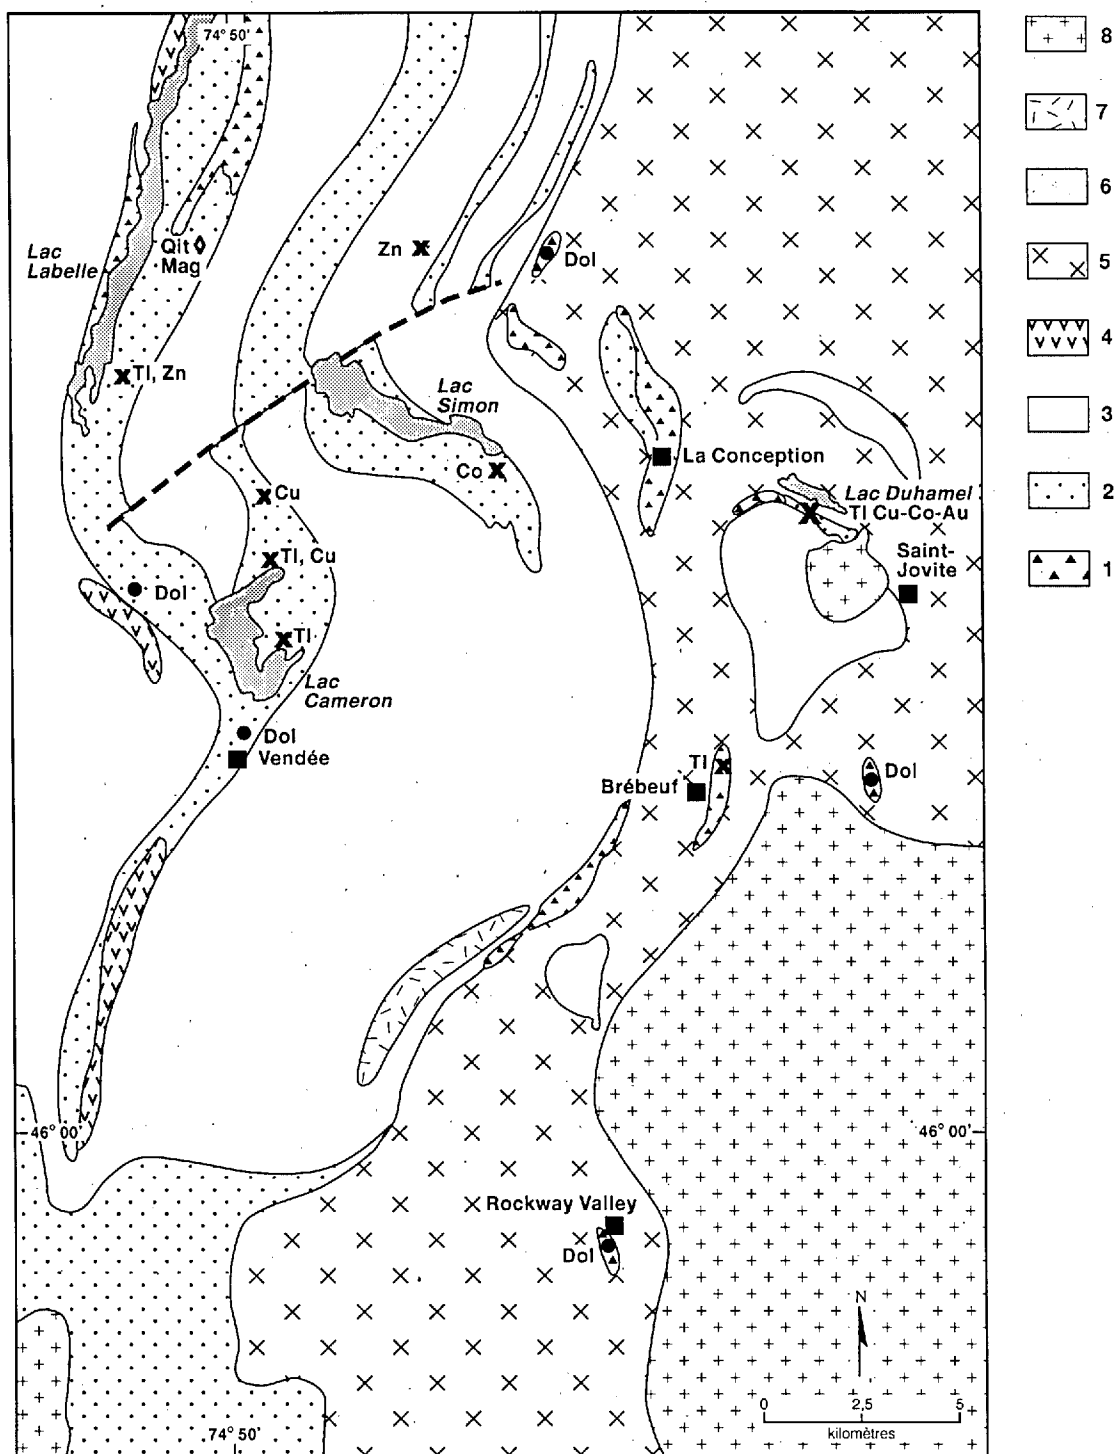 74° 50'
8
7
6
5
4
3
2
1
Lac
Labelle
Qit
Mag
Zn
Dol
Tl, Zn
Lac
Simon
Co
La Conception
Cu
Lac Duhamel
Tl Cu-Co-Au
Saint-
Jovite
Tl, Cu
Dol
Tl
Lac
Cameron
Dol
Vendée
Tl
Brébeuf
Dol
46° 00'
46° 00'
Rockway Valley
Dol
N
74° 50'
0
2,5
5
kilomètres